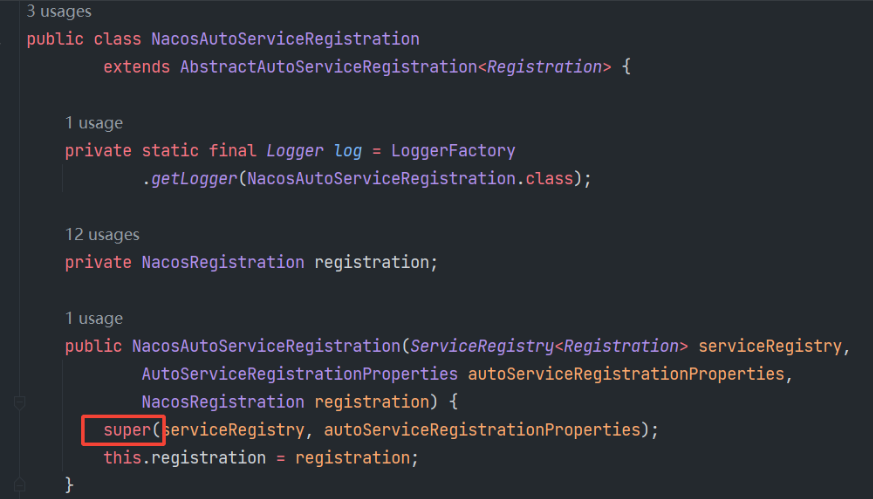 3 usages
public class NacosAutoServiceRegistration
extends AbstractAutoServiceRegistration<Registration> {
1 usage
private static final Logger log = LoggerFactory
.getLogger(NacosAutoServiceRegistration.class);
12 usages
private NacosRegistration registration;
1 usage
public NacosAutoServiceRegistration(ServiceRegistry<Registration> serviceRegistry,
AutoServiceRegistrationProperties autoServiceRegistrationProperties,
NacosRegistration registration) {
super(serviceRegistry, autoServiceRegistrationProperties);
this.registration = registration;
}